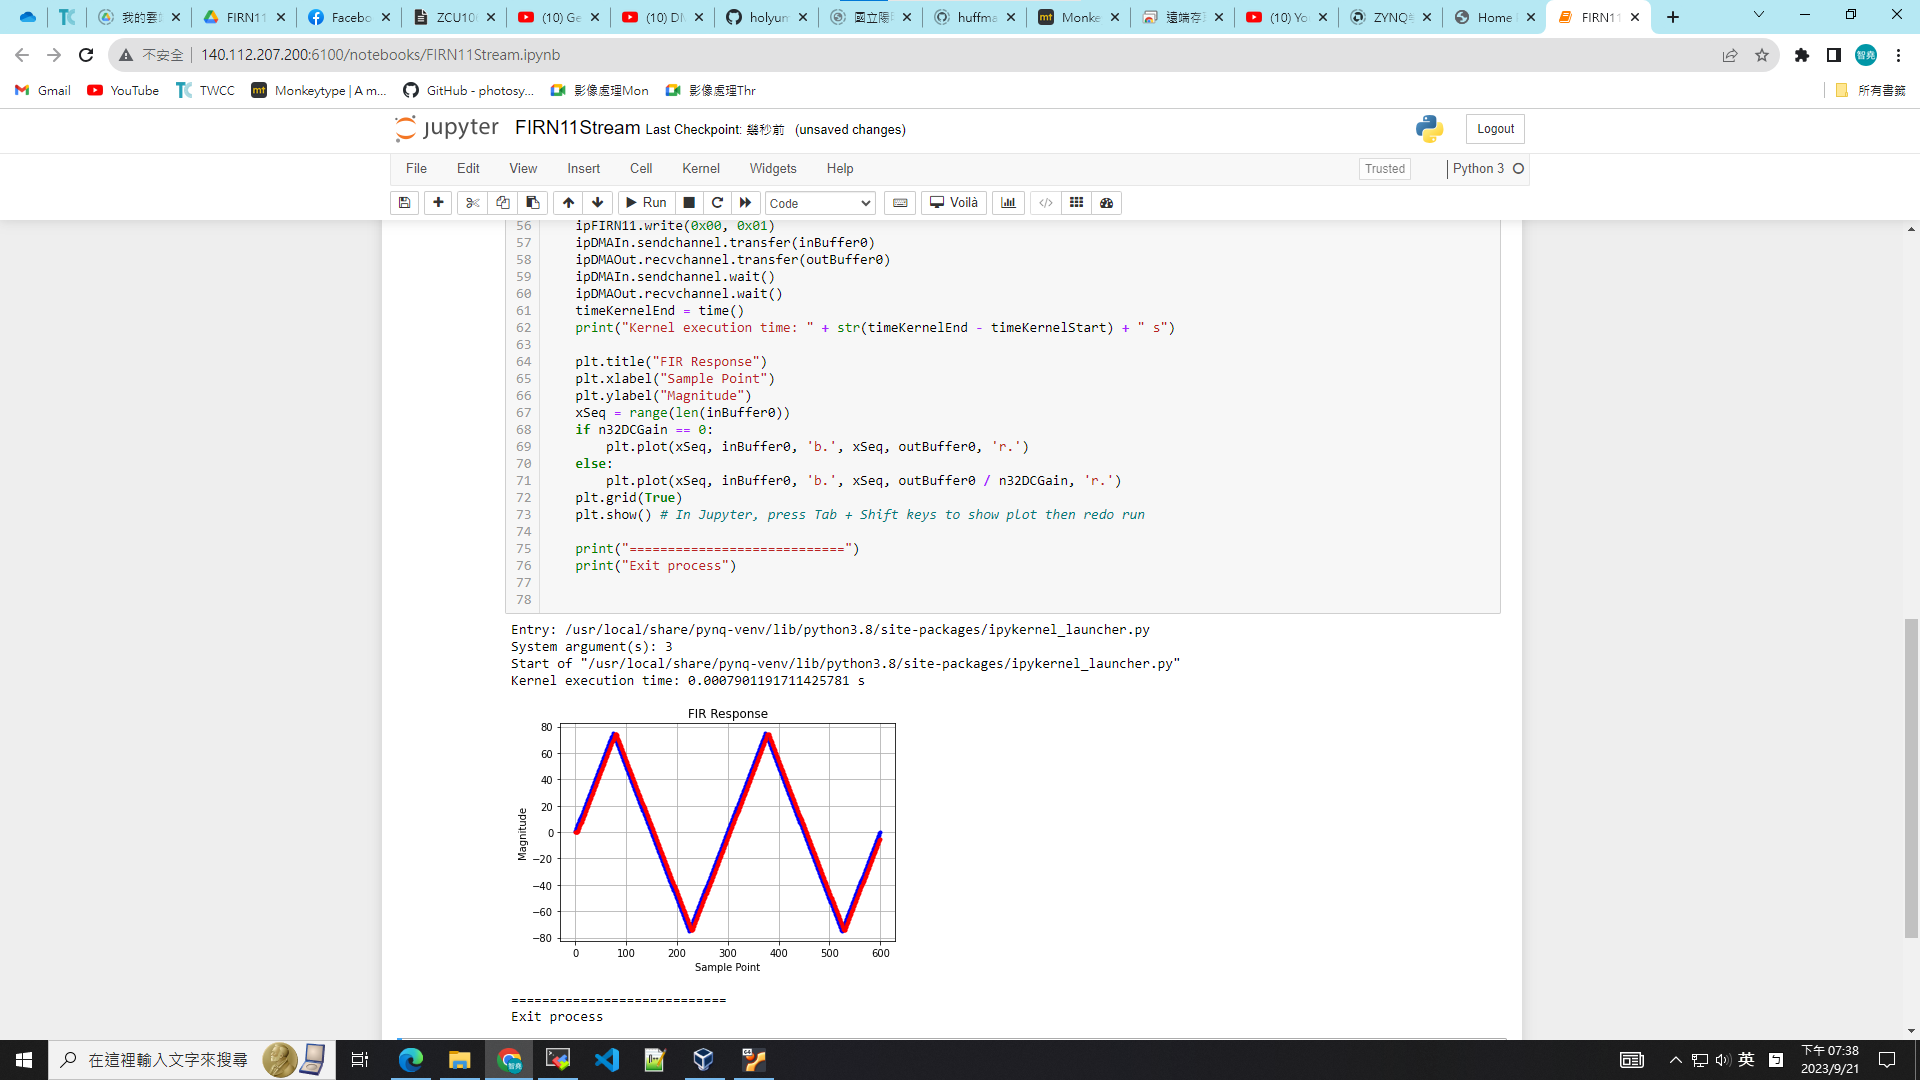 我的雲端
FIRN11
Faceboo
ZCU10
(10) Ge
(10) DI
holyum
國立陽
huffma
Monke
遠端存
(10) Yo
ZYNQ
Home
FIRN11
不安全
140.112.207.200:6100/notebooks/FIRN11Stream.ipynb
智堯
Gmail
YouTube
TWCC
Monkeytype | A m...
GitHub - photosy...
影像處理Mon
影像處理Thr
所有書籤
jupyter FIRN11Stream Last Checkpoint: 幾秒前 (unsaved changes)
Logout
File Edit View Insert Cell Kernel Widgets Help
Trusted
Python 3
Run
Code
Voilà
56 ipFIRN11.write(0x00, 0x01)
57 ipDMAIn.sendchannel.transfer(inBuffer0)
58 ipDMAOut.recvchannel.transfer(outBuffer0)
59 ipDMAIn.sendchannel.wait()
60 ipDMAOut.recvchannel.wait()
61 timeKernelEnd = time()
62 print("Kernel execution time: " + str(timeKernelEnd - timeKernelStart) + " s")
63
64 plt.title("FIR Response")
65 plt.xlabel("Sample Point")
66 plt.ylabel("Magnitude")
67 xSeq = range(len(inBuffer0))
68 if n32DCGain == 0:
69 plt.plot(xSeq, inBuffer0, 'b.', xSeq, outBuffer0, 'r.')
70 else:
71 plt.plot(xSeq, inBuffer0, 'b.', xSeq, outBuffer0 / n32DCGain, 'r.')
72 plt.grid(True)
73 plt.show() # In Jupyter, press Tab + Shift keys to show plot then redo run
74
75 print("============================")
76 print("Exit process")
77
78
Entry: /usr/local/share/pynq-venv/lib/python3.8/site-packages/ipykernel_launcher.py
System argument(s): 3
Start of "/usr/local/share/pynq-venv/lib/python3.8/site-packages/ipykernel_launcher.py"
Kernel execution time: 0.0007901191711425781 s
FIR Response
80
60
40
20
0
−20
−40
−60
−80
Magnitude
0 100 200 300 400 500 600
Sample Point
============================
Exit process
在這裡輸入文字來搜尋
英
下午 07:38
2023/9/21